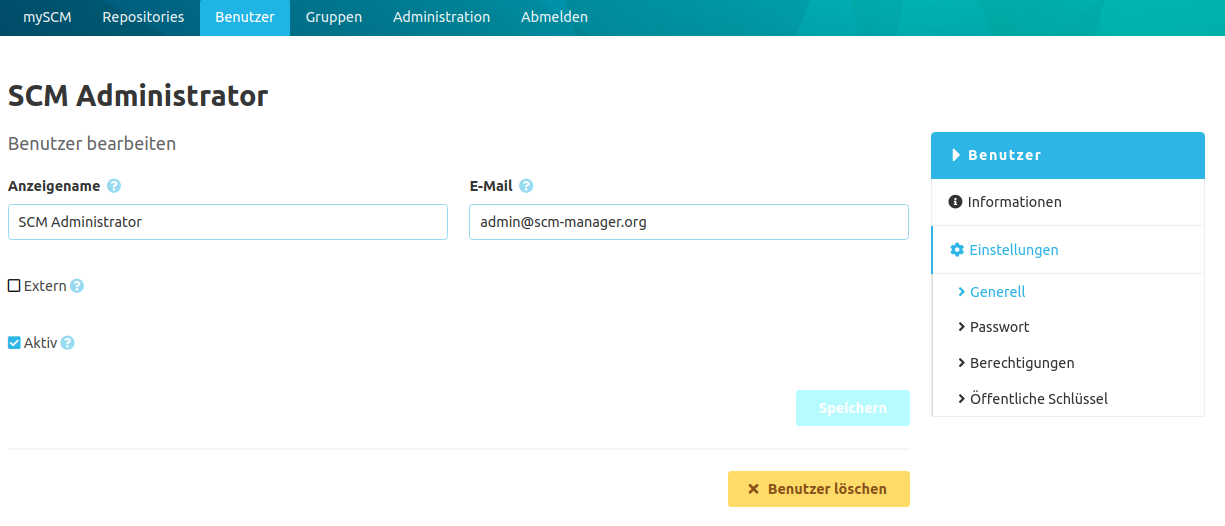 mySCM Repositories Benutzer Gruppen Administration Abmelden
SCM Administrator
Benutzer bearbeiten
Anzeigename ? E-Mail ?
SCM Administrator admin@scm-manager.org
Extern ?
Aktiv ?
Speichern
Benutzer löschen
Benutzer
Informationen
Einstellungen
Generell
Passwort
Berechtigungen
Öffentliche Schlüssel